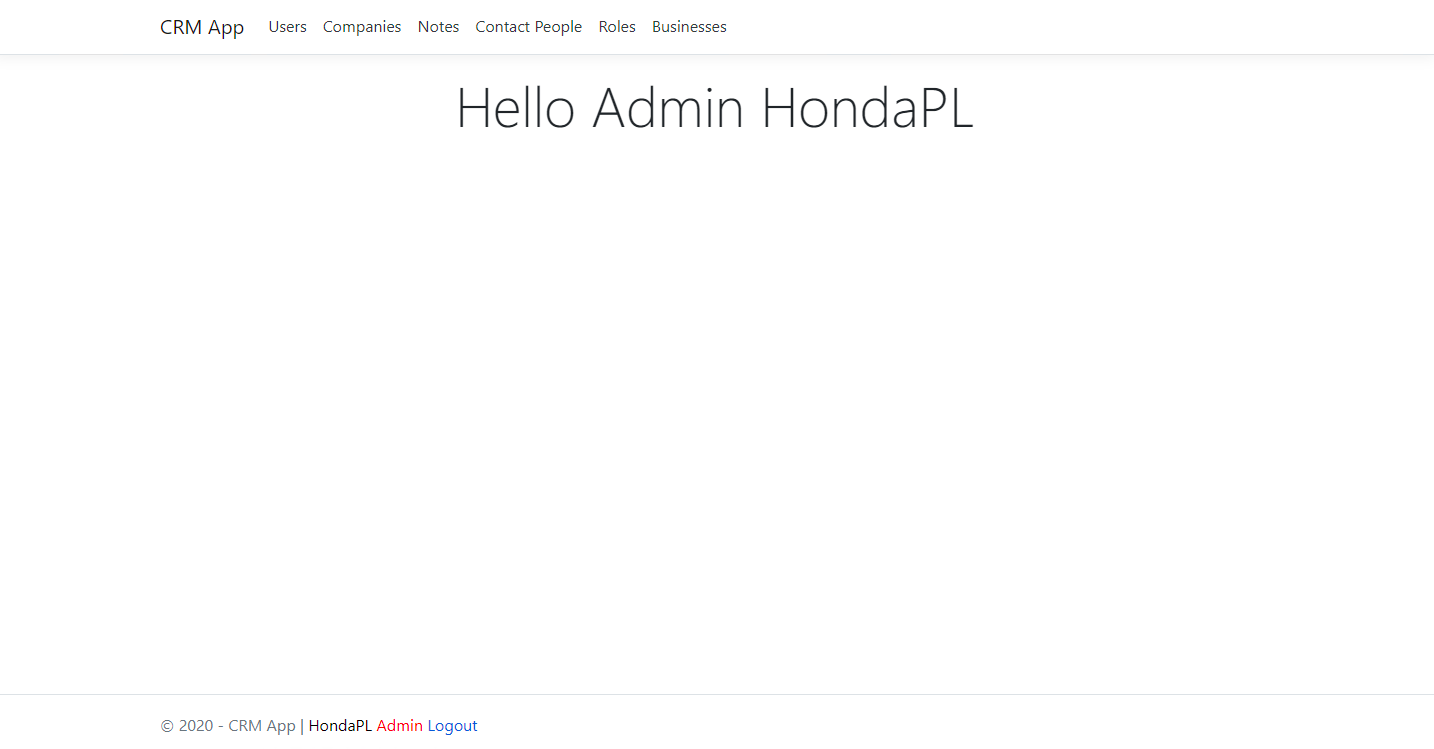 CRM App Users Companies Notes Contact People Roles Businesses
Hello Admin HondaPL
© 2020 - CRM App | HondaPL Admin Logout